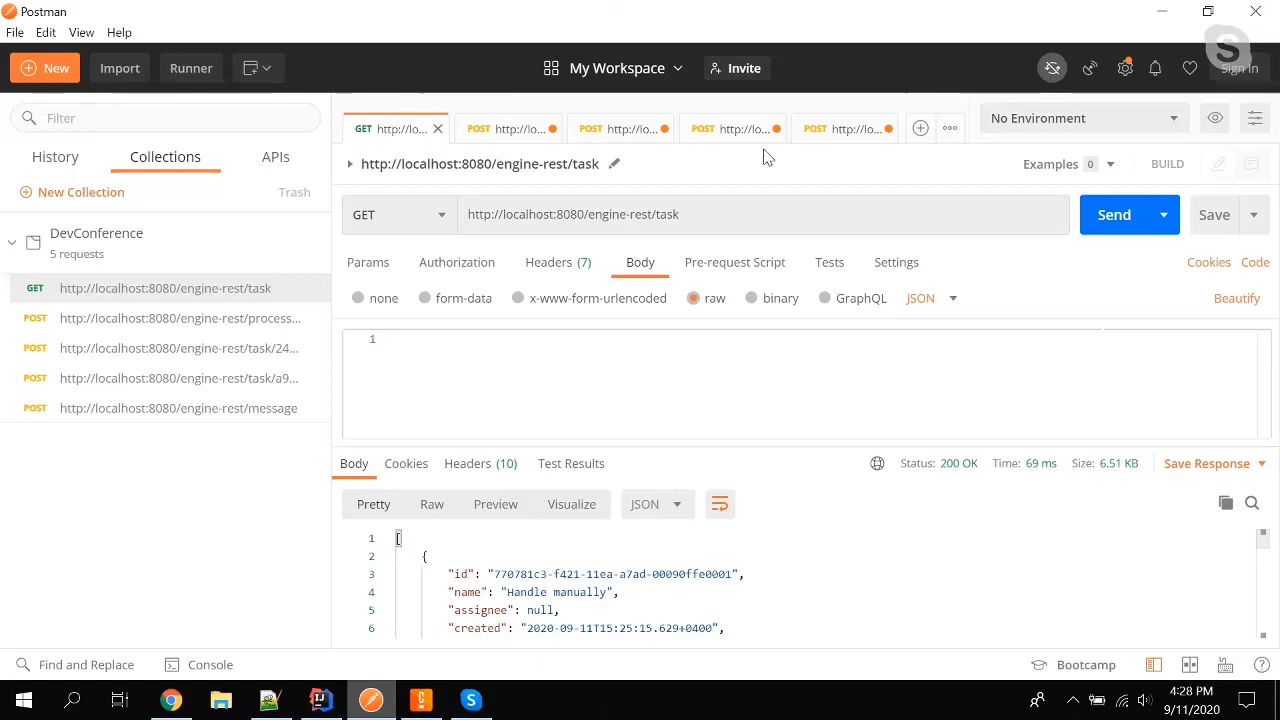 Postman
File Edit View Help
New Import Runner My Workspace Invite Sign In
Filter
GET http://lo... POST http://lo... POST http://lo... POST http://lo... POST http://lo... No Environment
History Collections APIs
http://localhost:8080/engine-rest/task Examples 0 BUILD
New Collection Trash
GET http://localhost:8080/engine-rest/task Send Save
DevConference
5 requests
Params Authorization Headers (7) Body Pre-request Script Tests Settings Cookies Code
GET http://localhost:8080/engine-rest/task
none form-data x-www-form-urlencoded raw binary GraphQL JSON Beautify
POST http://localhost:8080/engine-rest/process...
1
POST http://localhost:8080/engine-rest/task/24...
POST http://localhost:8080/engine-rest/task/a9...
POST http://localhost:8080/engine-rest/message
Body Cookies Headers (10) Test Results Status: 200 OK Time: 69 ms Size: 6.51 KB Save Response
Pretty Raw Preview Visualize JSON
1 [
2 {
3 "id": "770781c3-f421-11ea-a7ad-00090ffe0001",
4 "name": "Handle manually",
5 "assignee": null,
6 "created": "2020-09-11T15:25:15.629+0400",
Find and Replace Console Bootcamp
4:28 PM
9/11/2020